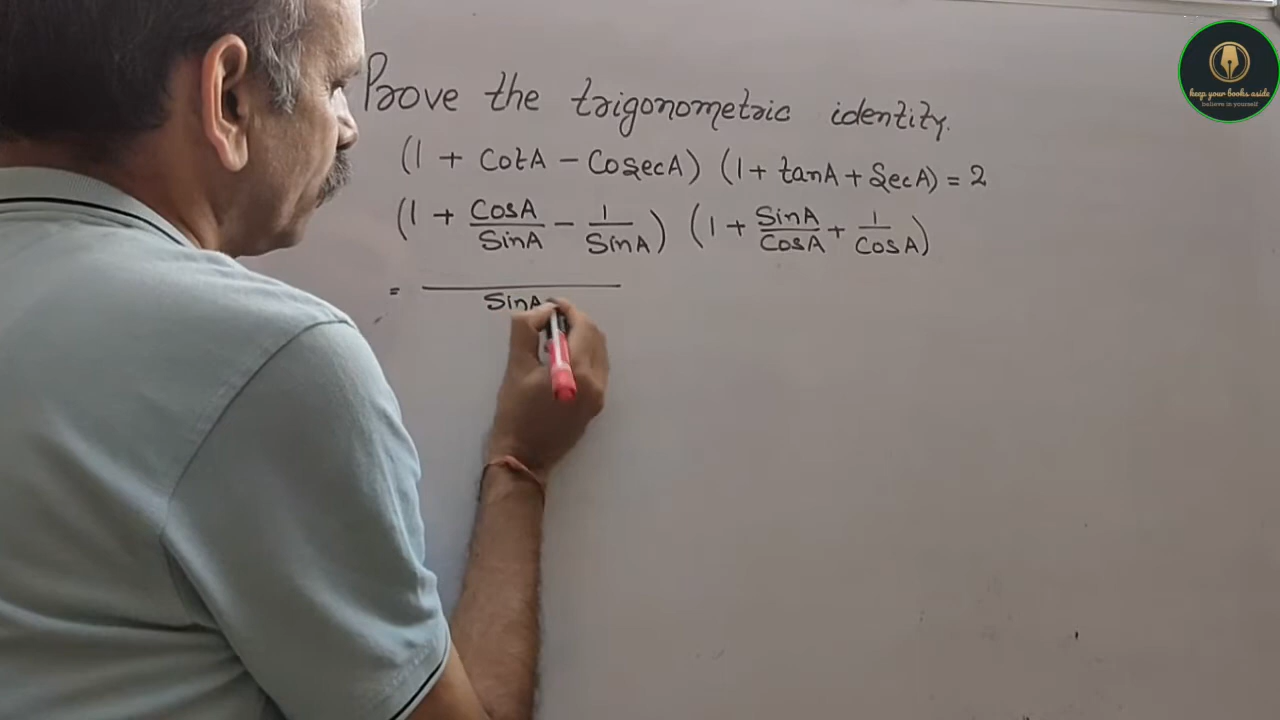 Prove the trigonometric identity.
(1 + CotA – CosecA) (1 + tanA + SecA) = 2
(1 + CosA/SinA – 1/SinA) (1 + SinA/CosA + 1/CosA)
= /SinA
keep your books aside
believe in yourself